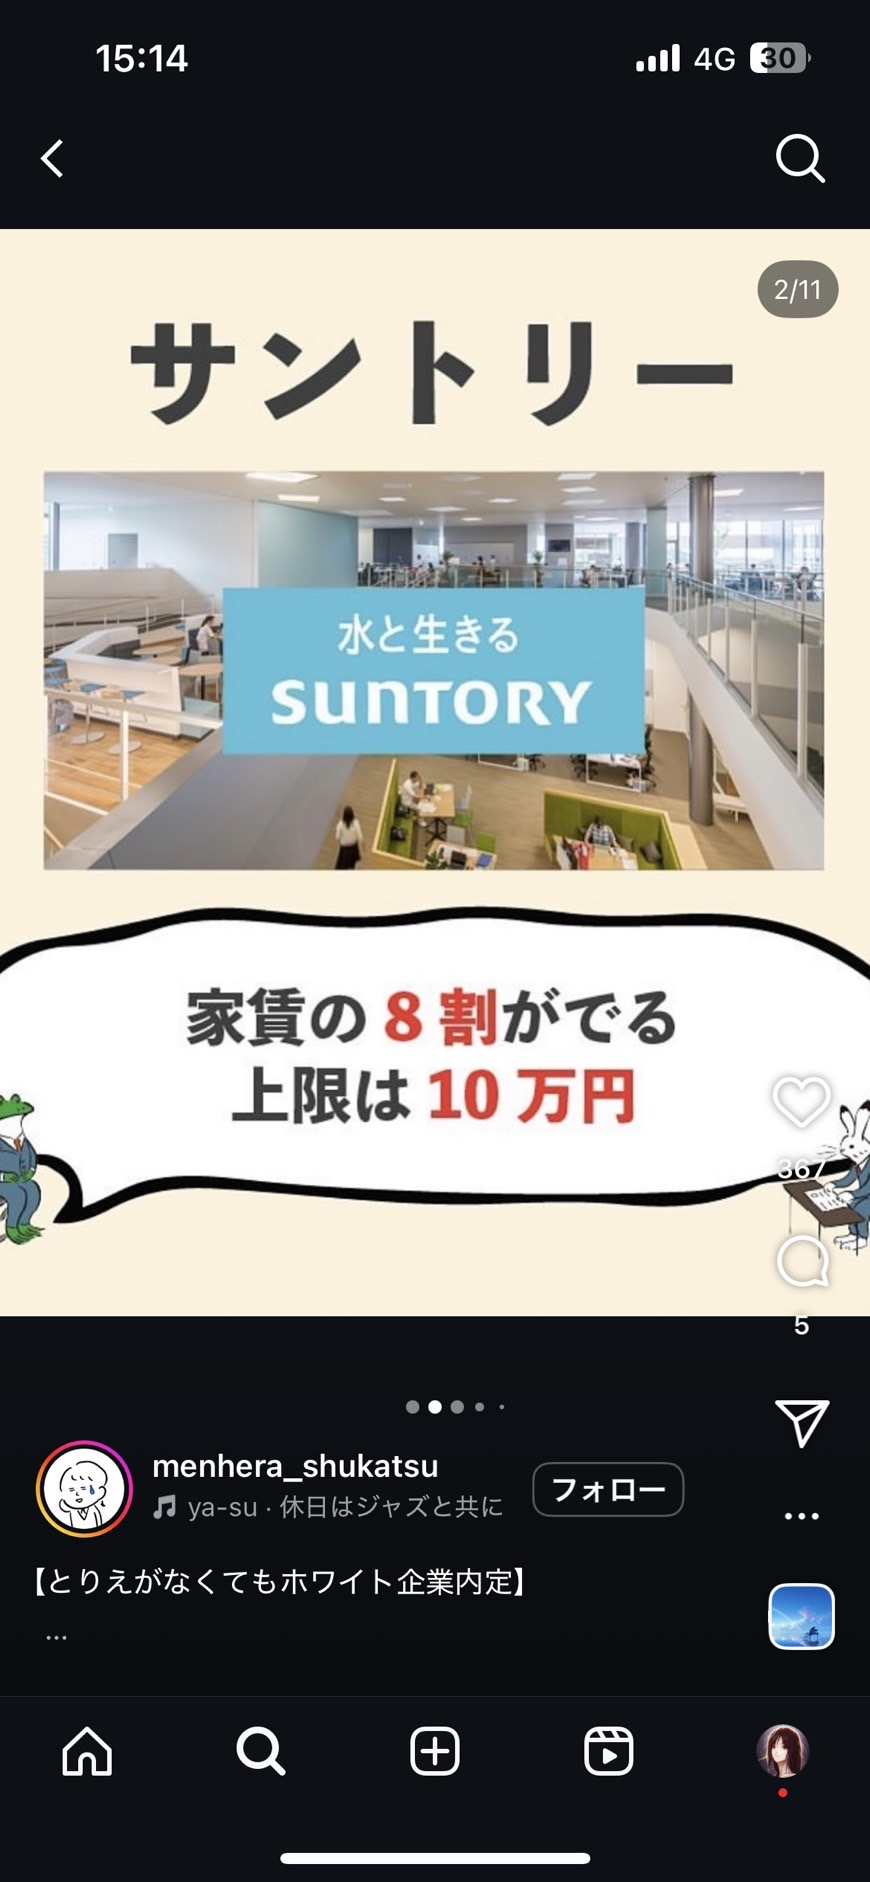 15:14
4G
30
2/11
サントリー
水と生きる
SUNTORY
家賃の8割がでる
上限は10万円
367
5
menhera_shukatsu
ya-su · 休日はジャズと共に
フォロー
【とりえがなくてもホワイト企業内定】
...